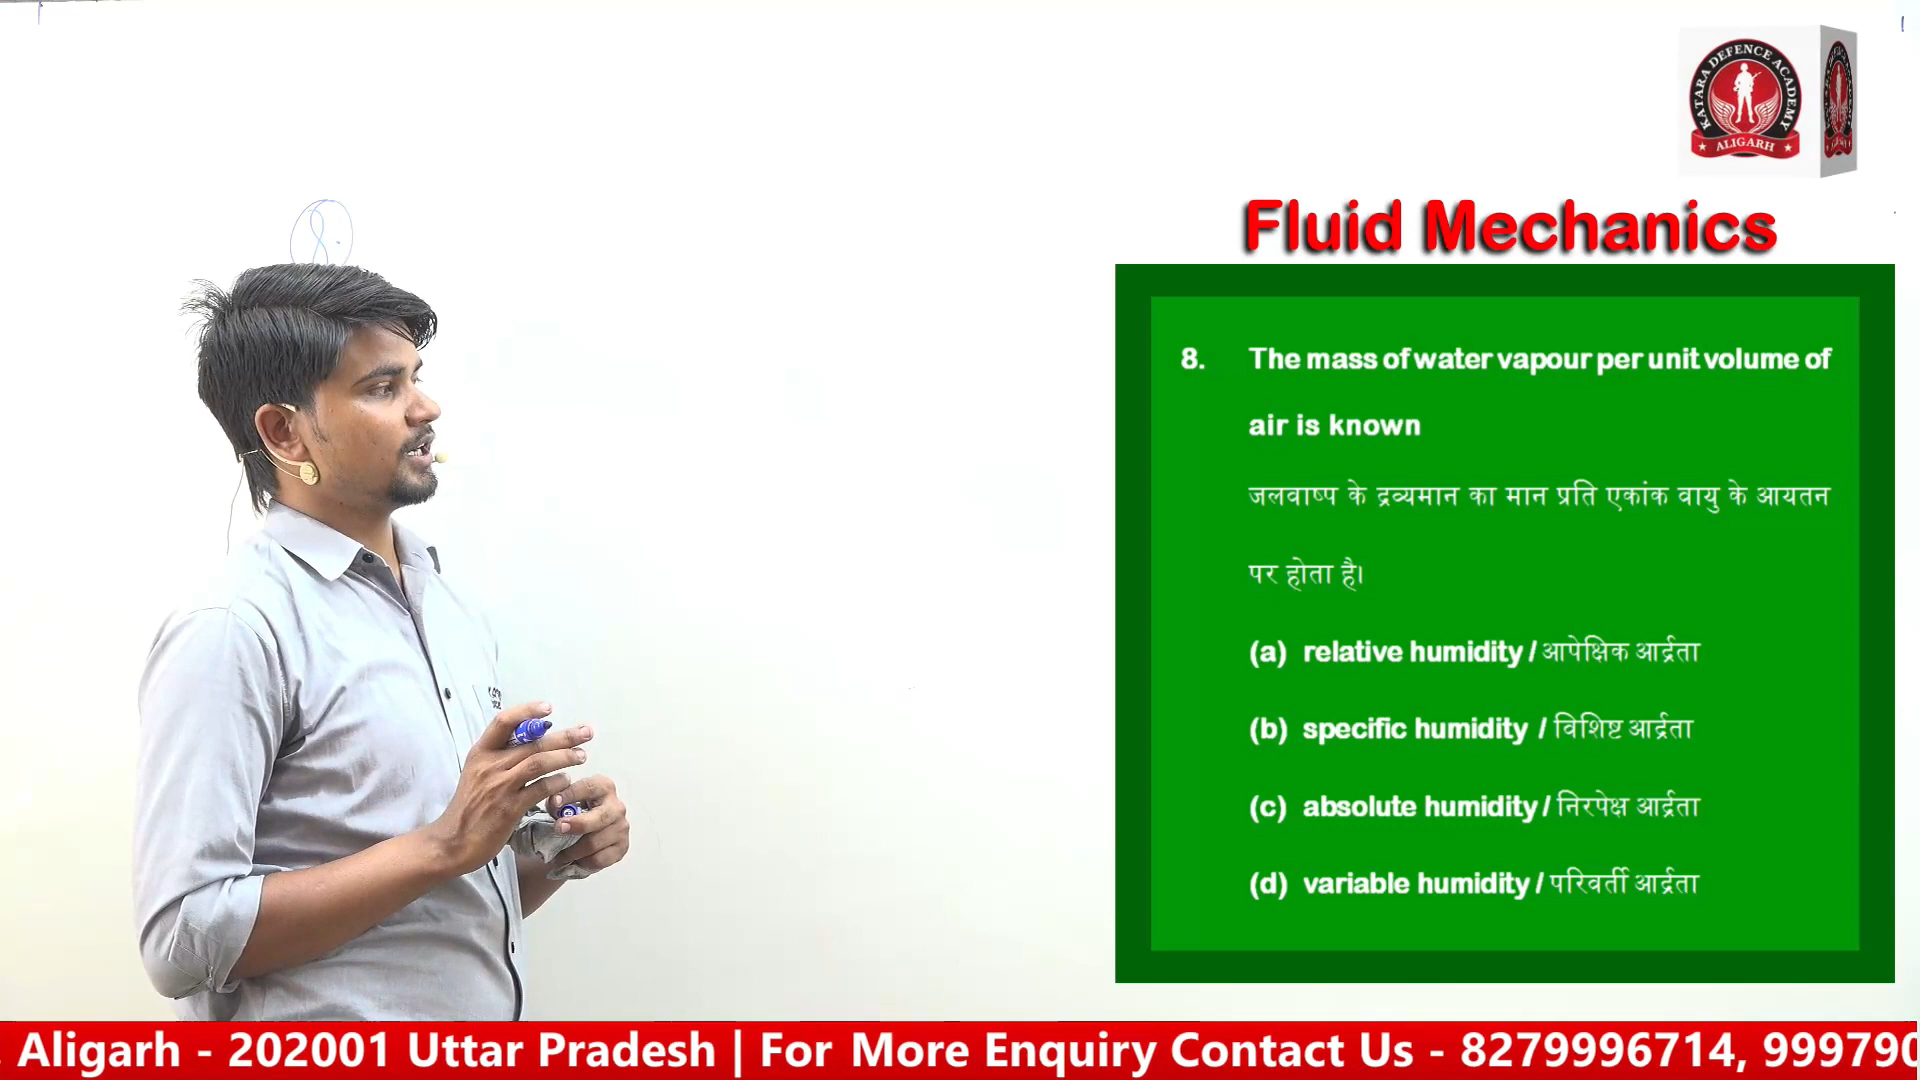 KATARA DEFENCE ACADEMY
ALIGARH
8.
Fluid Mechanics
8. The mass of water vapour per unit volume of
air is known
जलवाष्प के द्रव्यमान का मान प्रति एकांक वायु के आयतन
पर होता है।
(a) relative humidity / आपेक्षिक आर्द्रता
(b) specific humidity / विशिष्ट आर्द्रता
(c) absolute humidity / निरपेक्ष आर्द्रता
(d) variable humidity / परिवर्ती आर्द्रता
Aligarh - 202001 Uttar Pradesh | For More Enquiry Contact Us - 8279996714, 999790